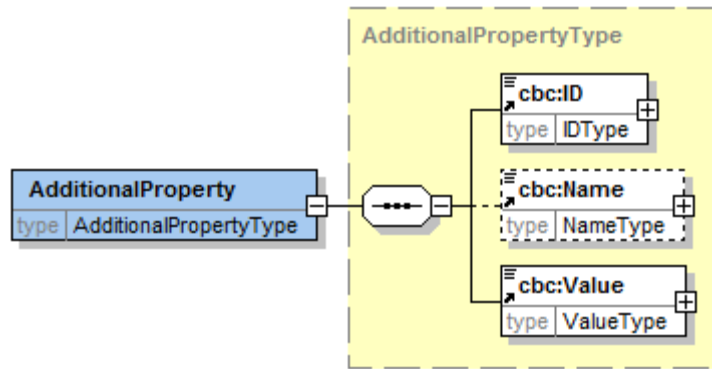 AdditionalPropertyType
cbc:ID
type IDType
AdditionalProperty
type AdditionalPropertyType
cbc:Name
type NameType
cbc:Value
type ValueType